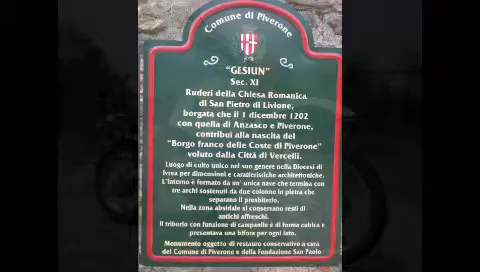 Comune di Piverone
"GESIUN"
Sec. XI
Ruderi della Chiesa Romanica
di San Pietro di Livione,
borgata che il 1 dicembre 1202
con quella di Anzasco e Piverone,
contribuì alla nascita del
"Borgo franco delle Coste di Piverone"
voluto dalla Città di Vercelli.
Luogo di culto unico nel suo genere nella Diocesi di
Ivrea per dimensioni e caratteristiche architettoniche.
L'interno è formato da un' unica nave che termina con
tre archi sostenuti da due colonne in pietra che
separano il presbiterio.
Nella zona absidale si conservano resti di
antichi affreschi.
Il tiburio con funzione di campanile è di forma cubica e
presentava una bifora per ogni lato.
Monumento oggetto di restauro conservativo a cura
del Comune di Piverone e della Fondazione San Paolo